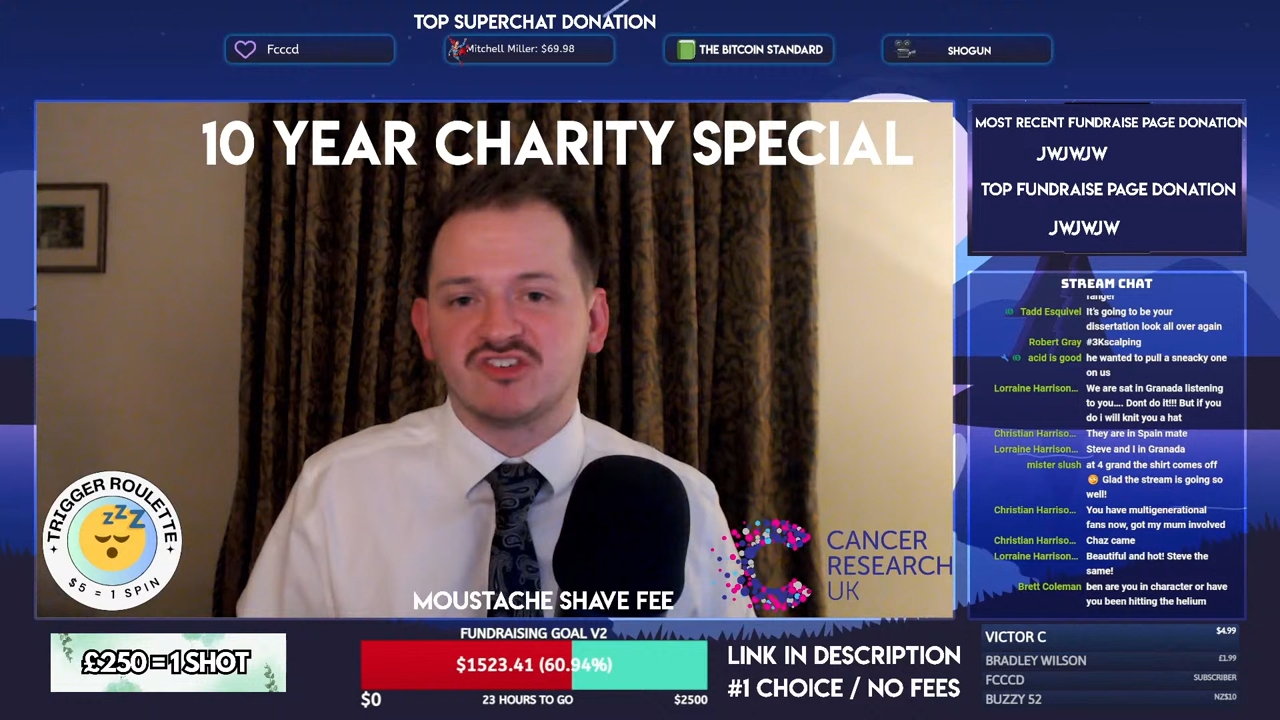 TOP SUPERCHAT DONATION
Fcccd
Mitchell Miller: $69.98
THE BITCOIN STANDARD
SHOGUN
10 YEAR CHARITY SPECIAL
MOST RECENT FUNDRAISE PAGE DONATION
JWJWJW
TOP FUNDRAISE PAGE DONATION
JWJWJW
STREAM CHAT
ranger
Tadd Esquivel It's going to be your
dissertation look all over again
Robert Gray #3Kscalping
acid is good he wanted to pull a sneacky one
on us
Lorraine Harrison... We are sat in Granada listening
to you.... Dont do it!!! But if you
do i will knit you a hat
Christian Harriso... They are in Spain mate
Lorraine Harrison... Steve and I in Granada
mister slush at 4 grand the shirt comes off
Glad the stream is going so
well!
Christian Harriso... You have multigenerational
fans now, got my mum involved
Christian Harriso... Chaz came
Lorraine Harrison... Beautiful and hot! Steve the
same!
Brett Coleman ben are you in character or have
you been hitting the helium
TRIGGER ROULETTE
ZZZ
$5 = 1 SPIN
CANCER
RESEARCH
UK
MOUSTACHE SHAVE FEE
£250 = 1 SHOT
FUNDRAISING GOAL V2
$1523.41 (60.94%)
$0
23 HOURS TO GO
$2500
LINK IN DESCRIPTION
#1 CHOICE / NO FEES
VICTOR C $4.99
BRADLEY WILSON £1.99
FCCCD SUBSCRIBER
BUZZY 52 NZ$10